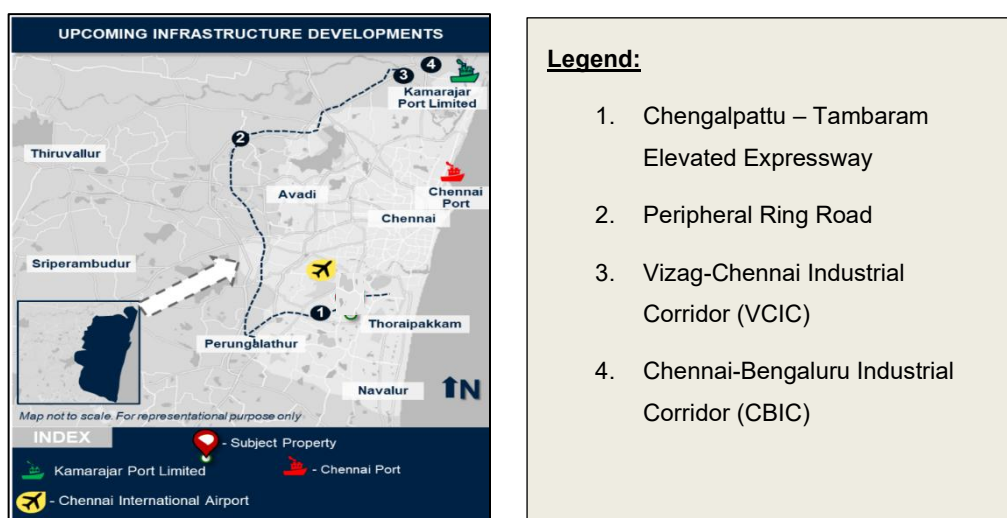 UPCOMING INFRASTRUCTURE DEVELOPMENTS
4
3
Kamarajar
Port Limited
2
Thiruvallur
Avadi
Chennai
Port
Chennai
Sriperambudur
1
Thoraipakkam
Perungalathur
Navalur
N
Map not to scale. For representational purpose only
INDEX
- Subject Property
Kamarajar Port Limited
- Chennai Port
- Chennai International Airport
Legend:
1. Chengalpattu – Tambaram
Elevated Expressway
2. Peripheral Ring Road
3. Vizag-Chennai Industrial
Corridor (VCIC)
4. Chennai-Bengaluru Industrial
Corridor (CBIC)